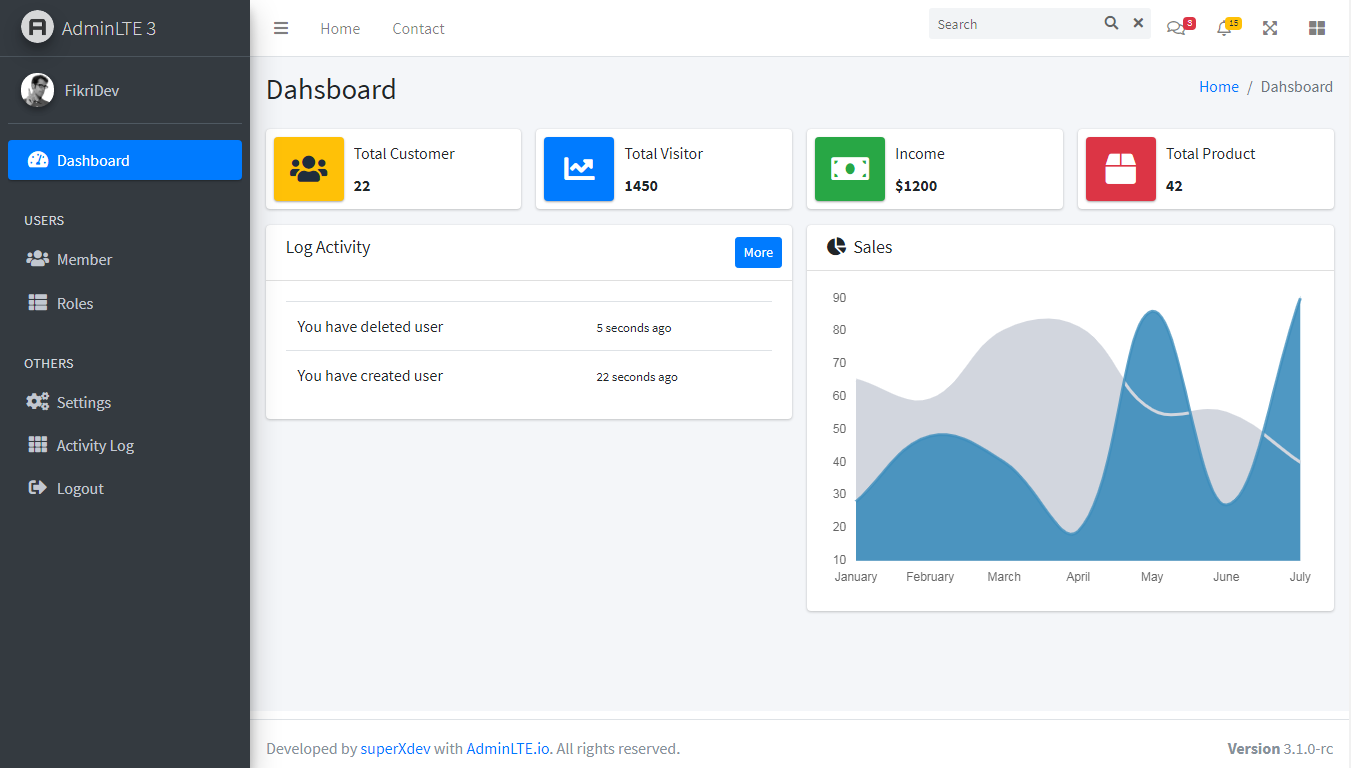 AdminLTE 3
Home
Contact
Search
3
15
FikriDev
Dahsboard
Home / Dahsboard
Dashboard
USERS
Member
Roles
OTHERS
Settings
Activity Log
Logout
Total Customer
22
Total Visitor
1450
Income
$1200
Total Product
42
Log Activity
More
You have deleted user 5 seconds ago
You have created user 22 seconds ago
Sales
90
80
70
60
50
40
30
20
10
January February March April May June July
Developed by superXdev with AdminLTE.io. All rights reserved.
Version 3.1.0-rc